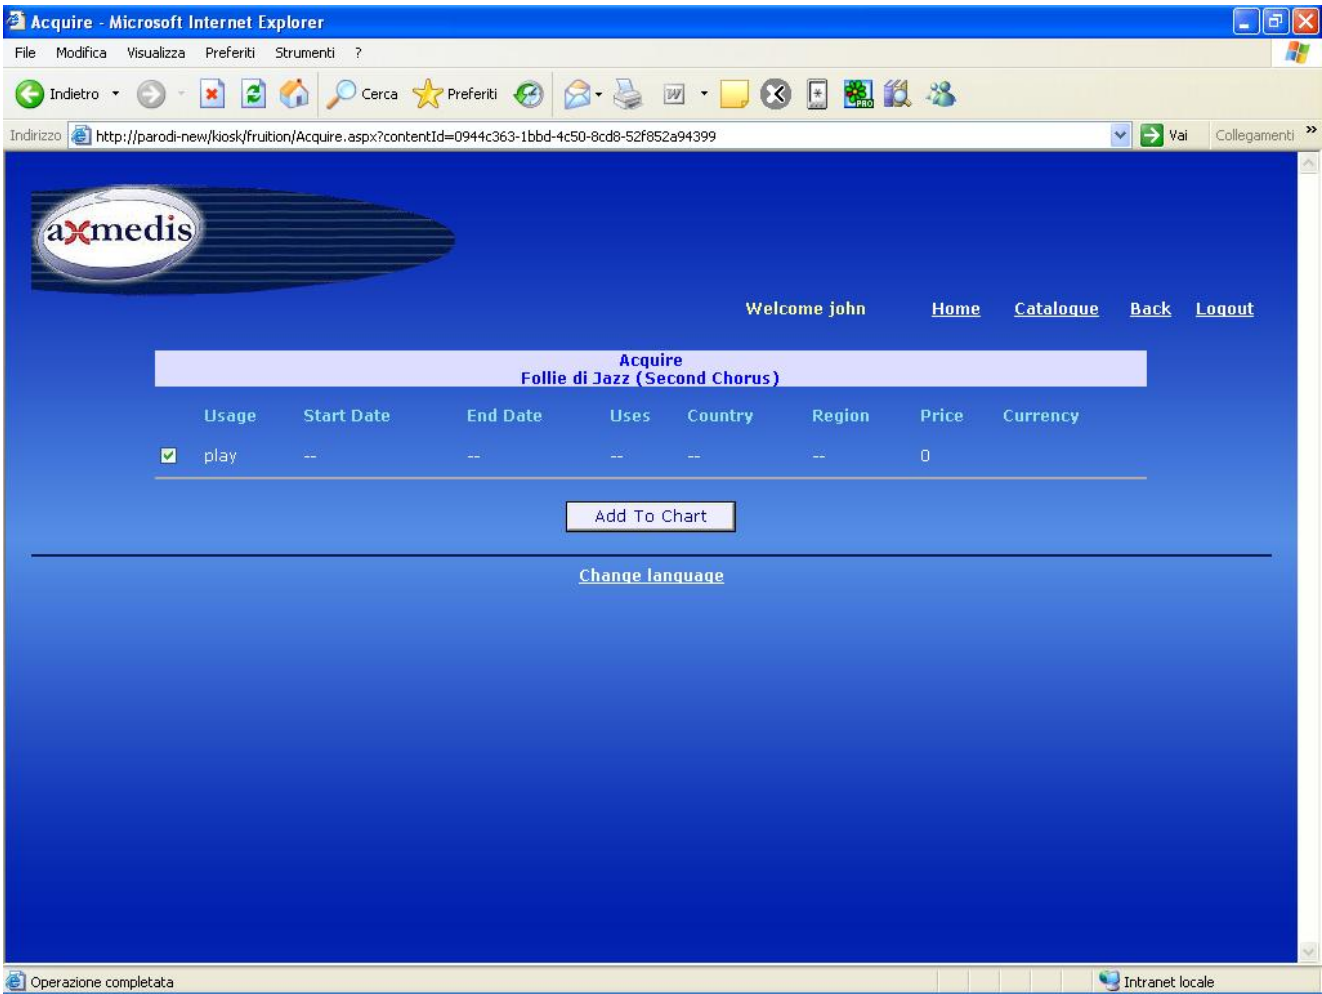 Acquire - Microsoft Internet Explorer
File Modifica Visualizza Preferiti Strumenti ?
Indietro Cerca Preferiti
Indirizzo http://parodi-new/kiosk/fruition/Acquire.aspx?contentId=0944c363-1bbd-4c50-8cd8-52f852a94399 Vai Collegamenti »
axmedis
Welcome john Home Catalogue Back Logout
Acquire
Follie di Jazz (Second Chorus)
Usage Start Date End Date Uses Country Region Price Currency
play -- -- -- -- -- 0
Add To Chart
Change language
Operazione completata Intranet locale